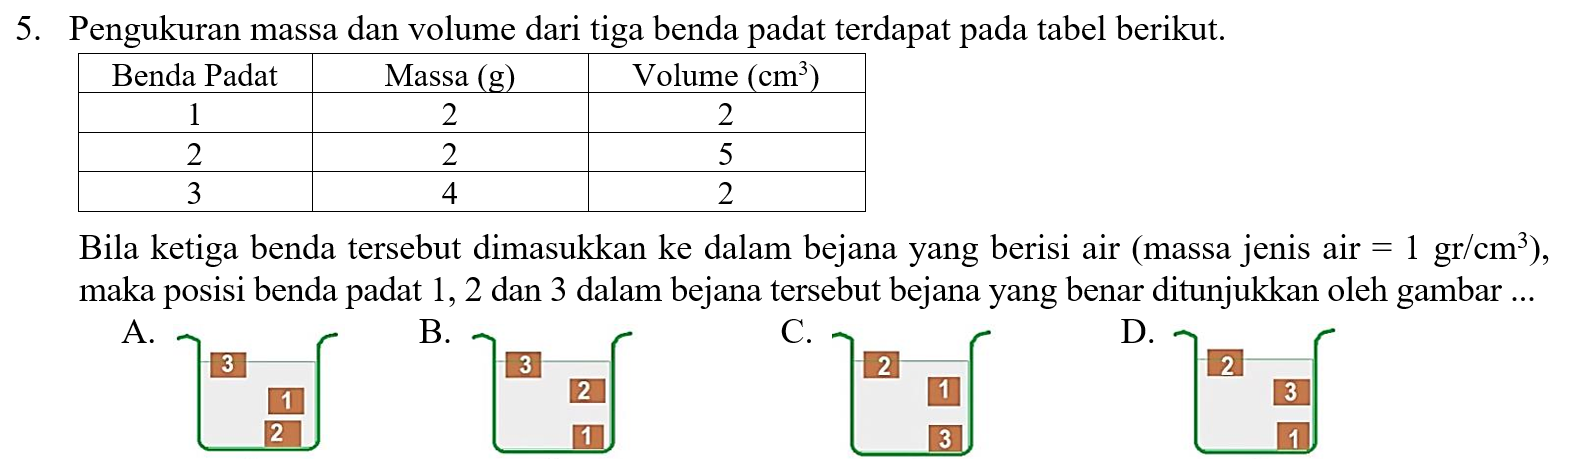 5. Pengukuran massa dan volume dari tiga benda padat terdapat pada tabel berikut.
Benda Padat Massa (g) Volume (cm³)
1 2 2
2 2 5
3 4 2
Bila ketiga benda tersebut dimasukkan ke dalam bejana yang berisi air (massa jenis air = 1 gr/cm³),
maka posisi benda padat 1, 2 dan 3 dalam bejana tersebut bejana yang benar ditunjukkan oleh gambar ...
A. B. C. D.
3 3 2 2
1 2 1 3
2 1 3 1